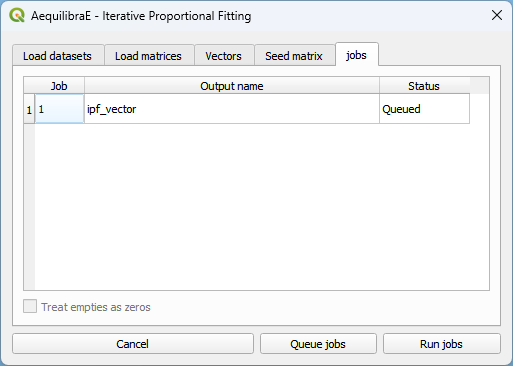 AequilibraE - Iterative Proportional Fitting
Load datasets Load matrices Vectors Seed matrix jobs
Job Output name Status
1 1 ipf_vector Queued
Treat empties as zeros
Cancel Queue jobs Run jobs